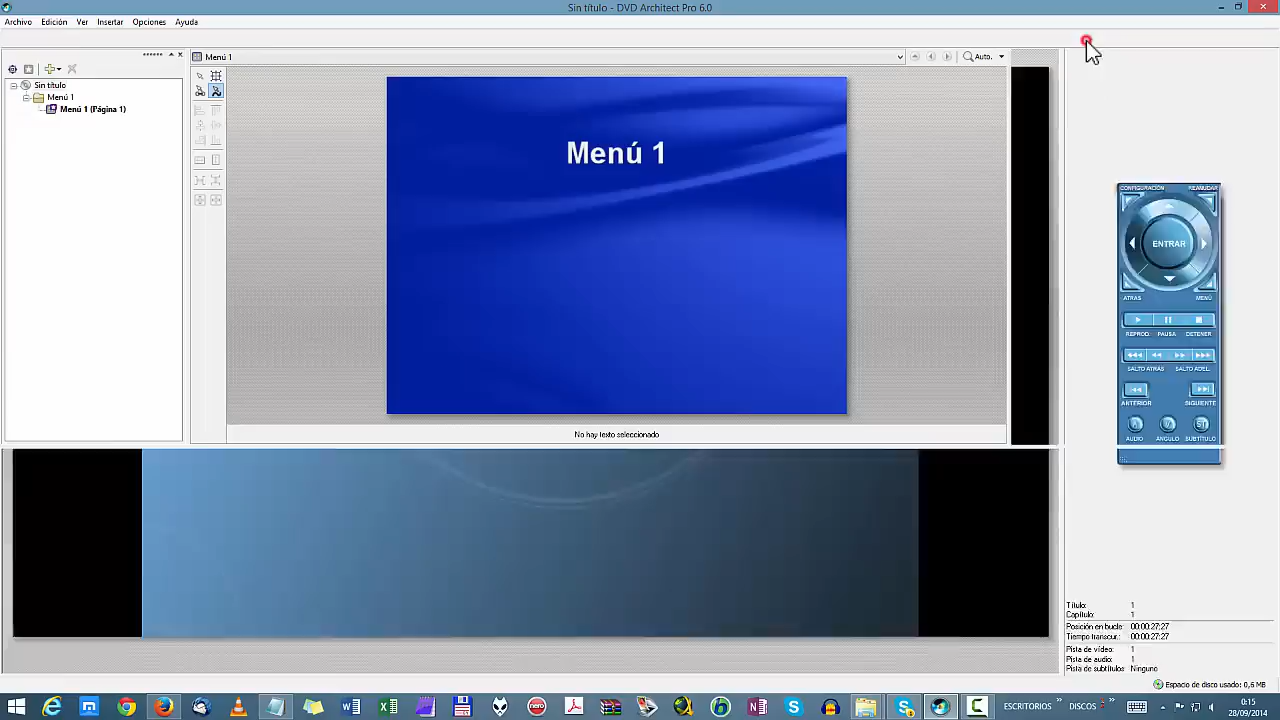 Sin título - DVD Architect Pro 6.0
Archivo Edición Ver Insertar Opciones Ayuda
Menú 1
Auto.
Sin título
Menú 1
Menú 1 (Página 1)
Menú 1
No hay texto seleccionado
CONFIGURACIÓN REANUDAR
ENTRAR
ATRAS MENÚ
REPROD. PAUSA DETENER
SALTO ATRÁS SALTO ADEL.
ANTERIOR SIGUIENTE
AUDIO ANGULO SUBTÍTULO
Título: 1
Capítulo: 1
Posición en bucle: 00:00:27:27
Tiempo transcur.: 00:00:27:27
Pista de vídeo: 1
Pista de audio: 1
Pista de subtítulos: Ninguno
Espacio de disco usado: 0,6 MB
nero
ESCRITORIOS » DISCOS »
0:15
28/09/2014